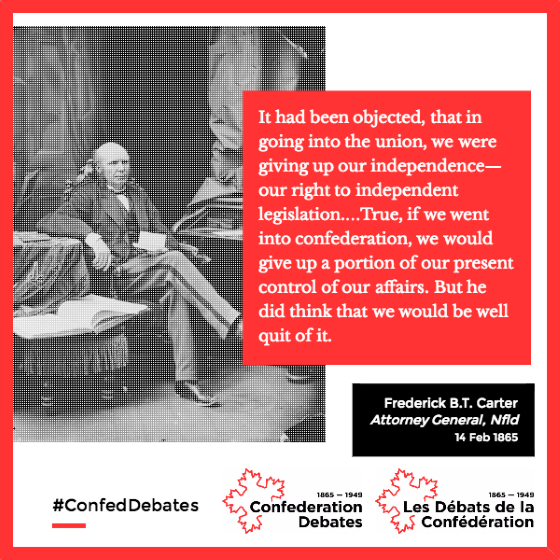 It had been objected, that in
going into the union, we were
giving up our independence—
our right to independent
legislation....True, if we went
into confederation, we would
give up a portion of our present
control of our affairs. But he
did think that we would be well
quit of it.
Frederick B.T. Carter
Attorney General, Nfld
14 Feb 1865
#ConfedDebates
1865 — 1949
Confederation
Debates
1865 — 1949
Les Débats de la
Confédération